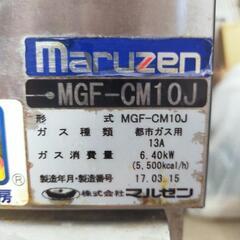 maruzen
MGF-CM10J
形式 MGF-CM10J
ガス種類 都市ガス用
13A
ガス消費量 6.40kW
(5,500kcal/h)
製造年月・製造番号 17.03.15
株式会社マルゼン
房
®